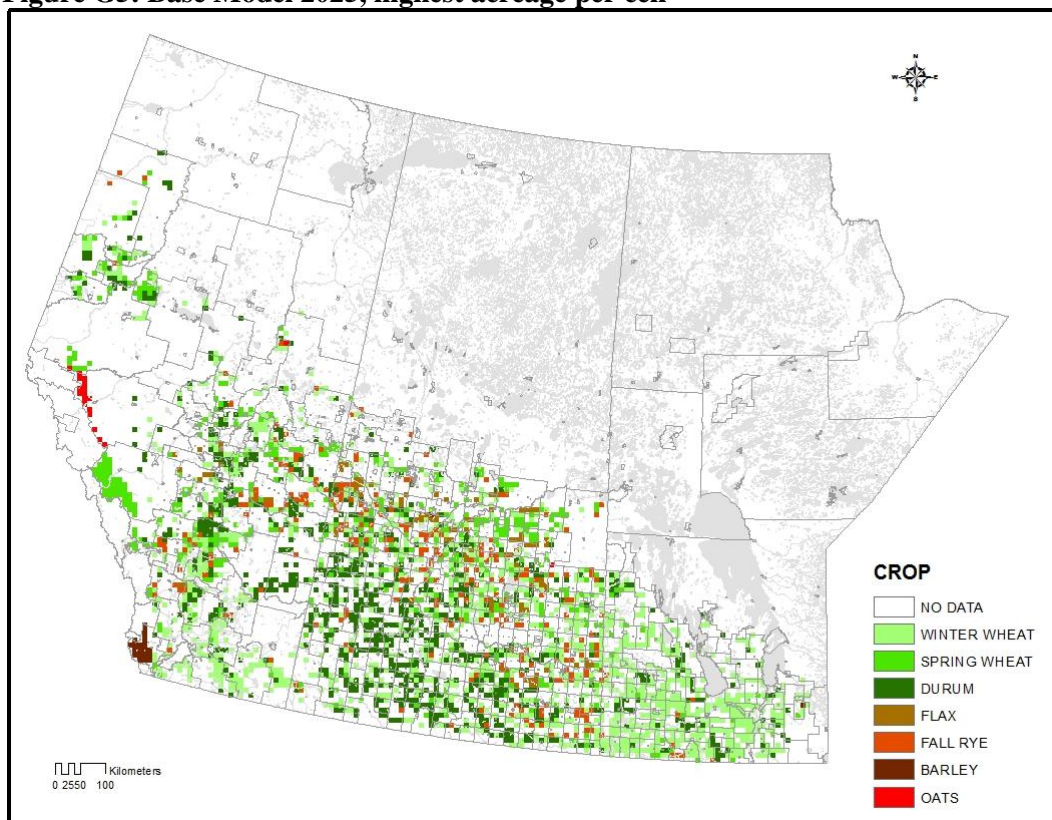 Figure G3: Base Model 2025, highest acreage per cell
N
W E
S
CROP
NO DATA
WINTER WHEAT
SPRING WHEAT
DURUM
FLAX
FALL RYE
BARLEY
OATS
Kilometers
0 2550 100